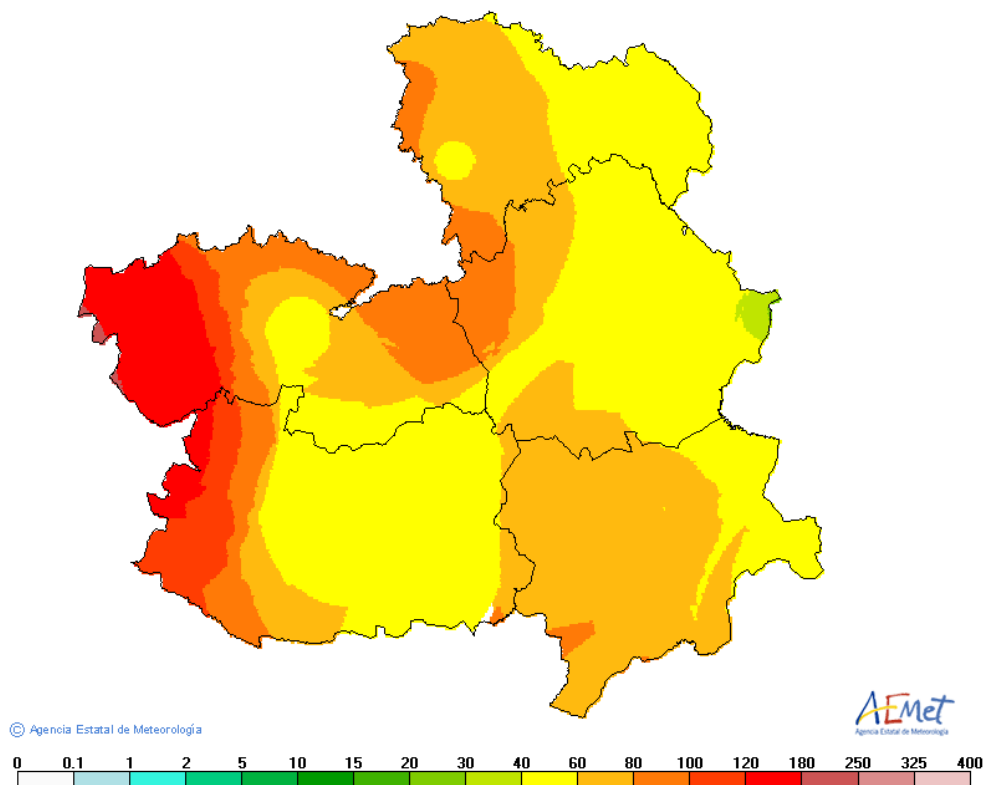 AEMet
Agencia Estatal de Meteorología
© Agencia Estatal de Meteorología
0 0.1 1 2 5 10 15 20 30 40 60 80 100 120 180 250 325 400